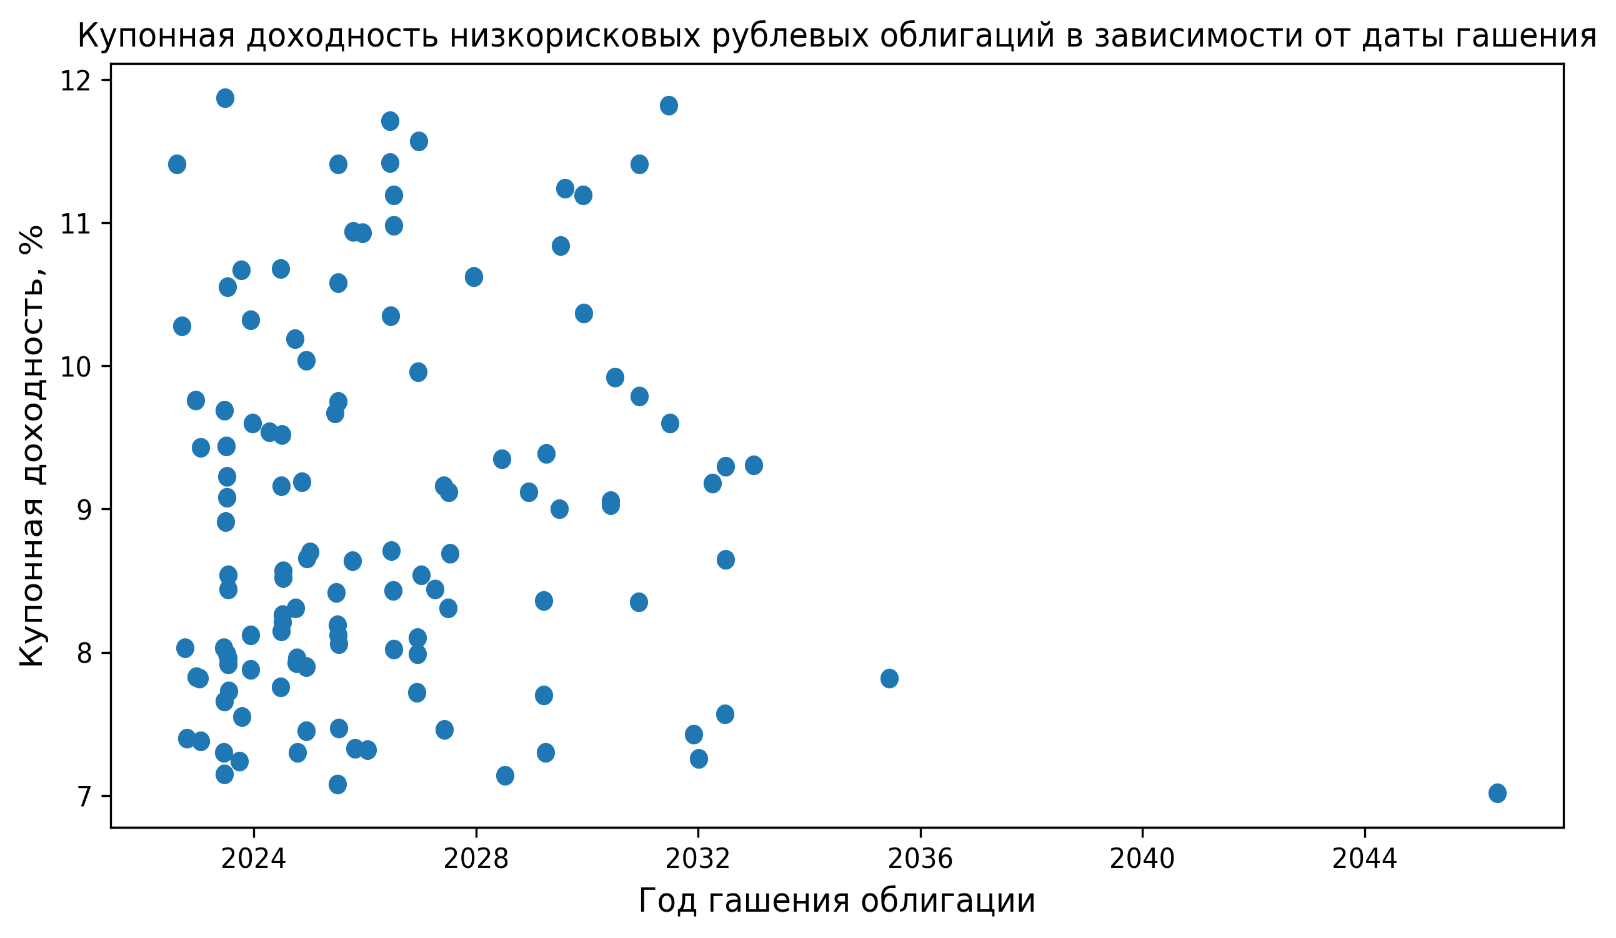 Купонная доходность низкорисковых рублевых облигаций в зависимости от даты гашения
Купонная доходность, %
12
11
10
9
8
7
2024 2028 2032 2036 2040 2044
Год гашения облигации